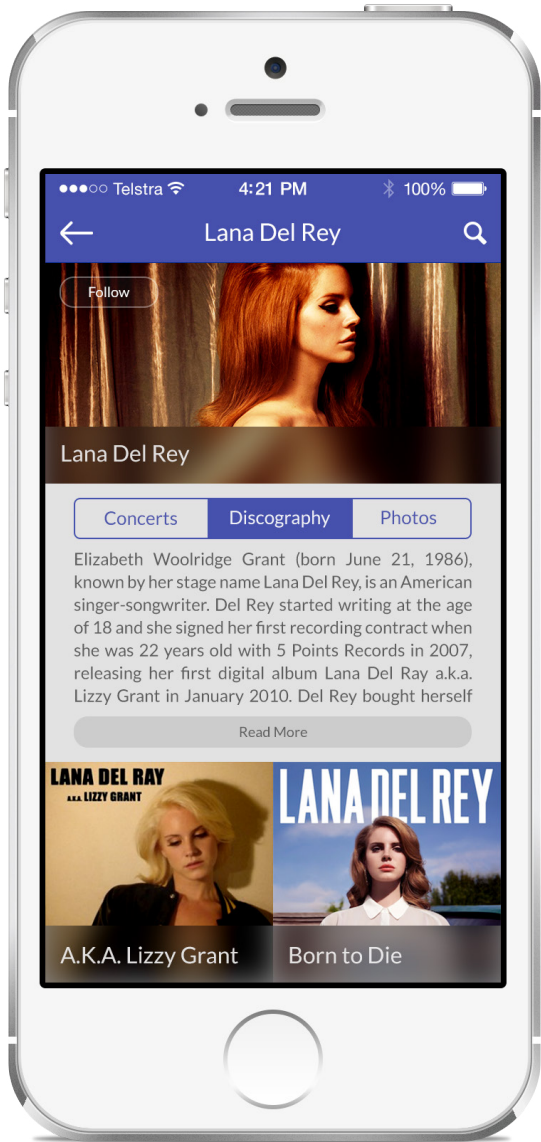 Telstra 4:21 PM 100%
Lana Del Rey
Follow
Lana Del Rey
Concerts Discography Photos
Elizabeth Woolridge Grant (born June 21, 1986),
known by her stage name Lana Del Rey, is an American
singer-songwriter. Del Rey started writing at the age
of 18 and she signed her first recording contract when
she was 22 years old with 5 Points Records in 2007,
releasing her first digital album Lana Del Ray a.k.a.
Lizzy Grant in January 2010. Del Rey bought herself
Read More
LANA DEL RAY
A.K.A. LIZZY GRANT
LANA DEL REY
A.K.A. Lizzy Grant
Born to Die